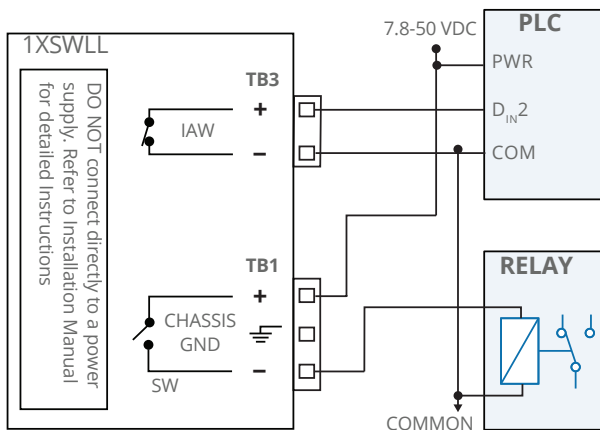 1XSWLL
DO NOT connect directly to a power
supply. Refer to Installation Manual
for detailed Instructions
TB3
+
IAW
−
TB1
+
CHASSIS
GND
−
SW
7.8-50 VDC
PLC
PWR
DIN2
COM
RELAY
COMMON